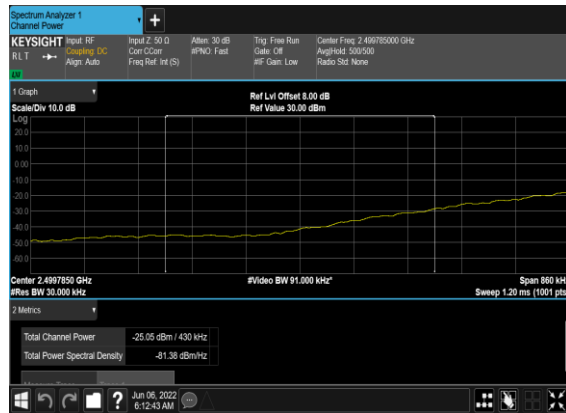 Spectrum Analyzer 1
Channel Power
+
KEYSIGHT Input: RF Input Z: 50 Ω Atten: 30 dB Trig: Free Run Center Freq: 2.499785000 GHz
RLT Coupling: DC Corr CCorr #PNO: Fast Gate: Off Avg|Hold: 500/500
Align: Auto Freq Ref: Int (S) #IF Gain: Low Radio Std: None
1 Graph
Scale/Div 10.0 dB
Ref Lvl Offset 8.00 dB
Ref Value 30.00 dBm
Log
20.0
10.0
0.00
-10.0
-20.0
-30.0
-40.0
-50.0
-60.0
Center 2.4997850 GHz #Video BW 91.000 kHz* Span 860 kH
#Res BW 30.000 kHz Sweep 1.20 ms (1001 pts
2 Metrics
Total Channel Power -25.05 dBm / 430 kHz
Total Power Spectral Density -81.38 dBm/Hz
?
Jun 06, 2022
6:12:43 AM